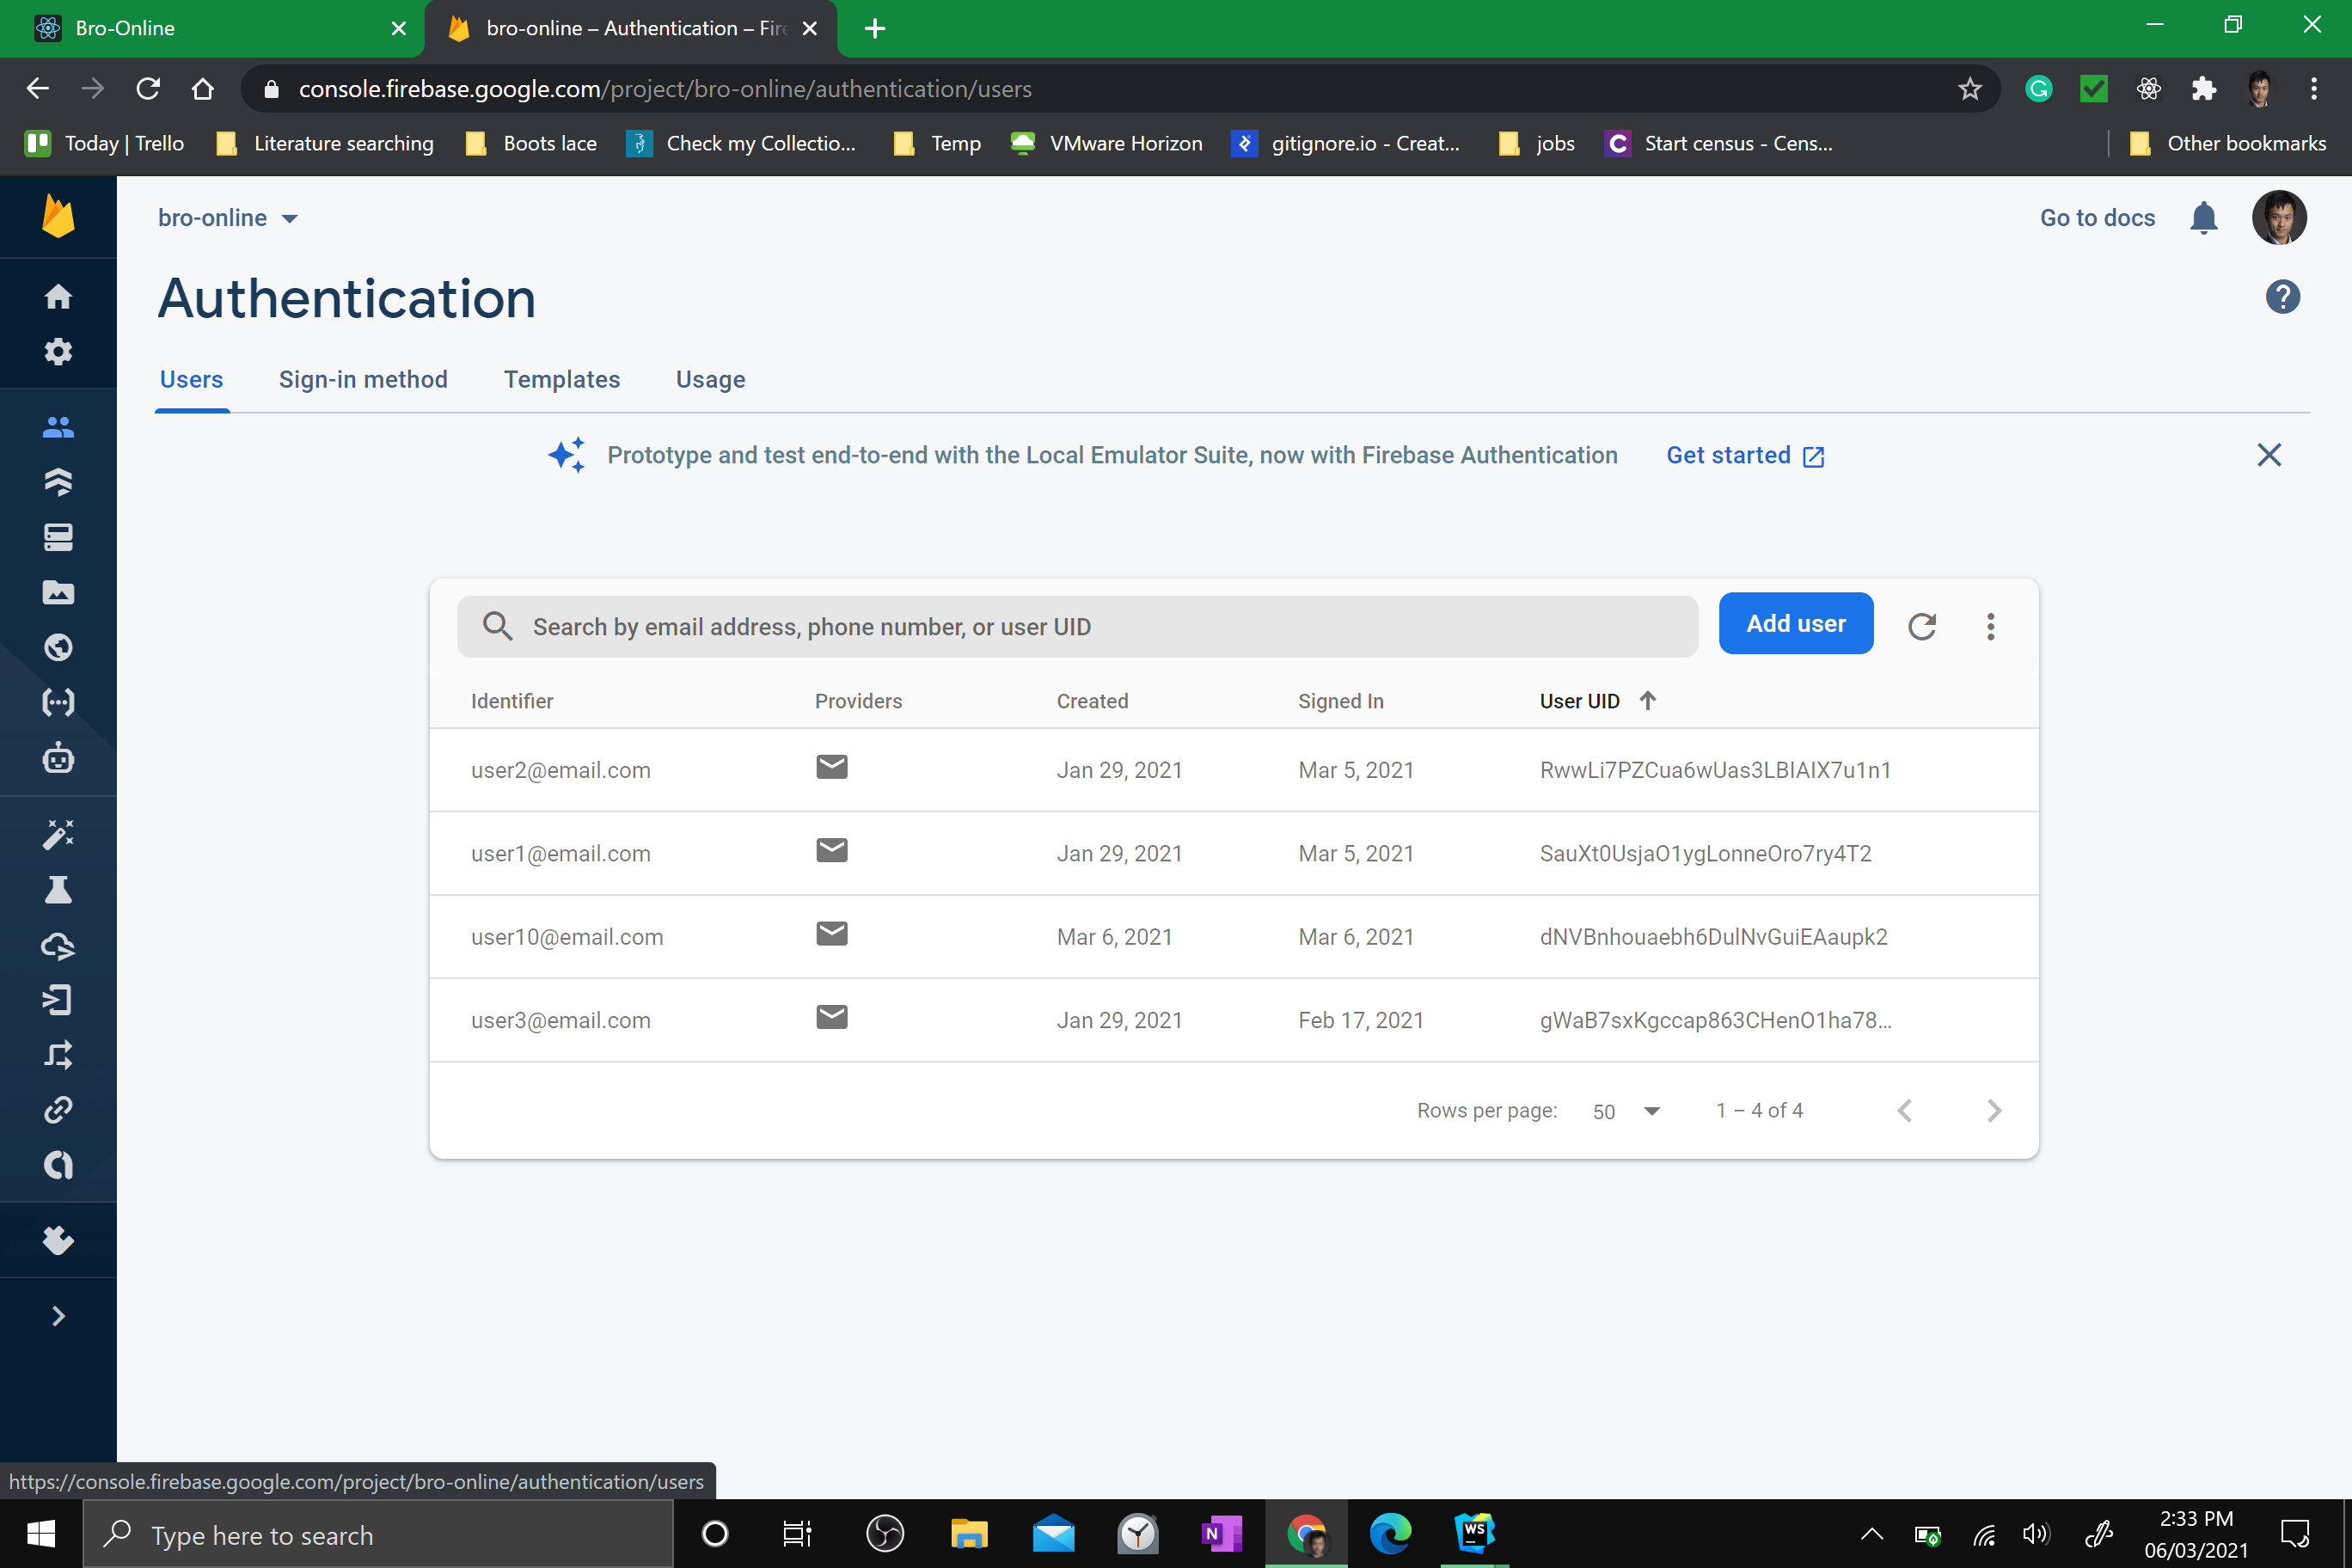 Bro-Online
bro-online – Authentication – Fire
console.firebase.google.com/project/bro-online/authentication/users
Today | Trello
Literature searching
Boots lace
Check my Collectio...
Temp
VMware Horizon
gitignore.io - Creat...
jobs
Start census - Cens...
Other bookmarks
bro-online
Go to docs
Authentication
Users
Sign-in method
Templates
Usage
Prototype and test end-to-end with the Local Emulator Suite, now with Firebase Authentication
Get started
Search by email address, phone number, or user UID
Add user
Identifier Providers Created Signed In User UID
user2@email.com Jan 29, 2021 Mar 5, 2021 RwwLi7PZCua6wUas3LBIAIX7u1n1
user1@email.com Jan 29, 2021 Mar 5, 2021 SauXt0UsjaO1ygLonneOro7ry4T2
user10@email.com Mar 6, 2021 Mar 6, 2021 dNVBnhouaebh6DulNvGuiEAaupk2
user3@email.com Jan 29, 2021 Feb 17, 2021 gWaB7sxKgccap863CHenO1ha78...
Rows per page: 50 1 – 4 of 4
https://console.firebase.google.com/project/bro-online/authentication/users
Type here to search
N
WS
2:33 PM
06/03/2021